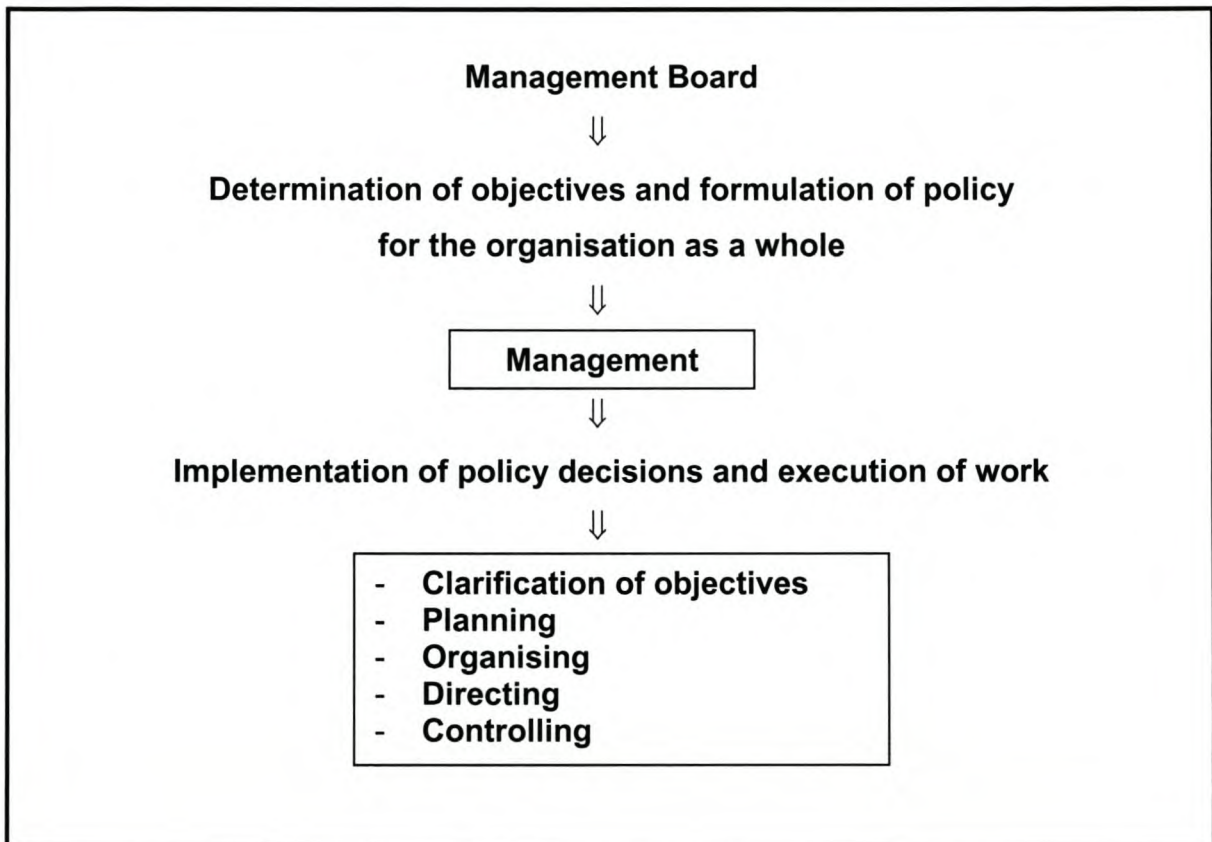 Management Board
⇓
Determination of objectives and formulation of policy
for the organisation as a whole
⇓
Management
⇓
Implementation of policy decisions and execution of work
⇓
- Clarification of objectives
- Planning
- Organising
- Directing
- Controlling